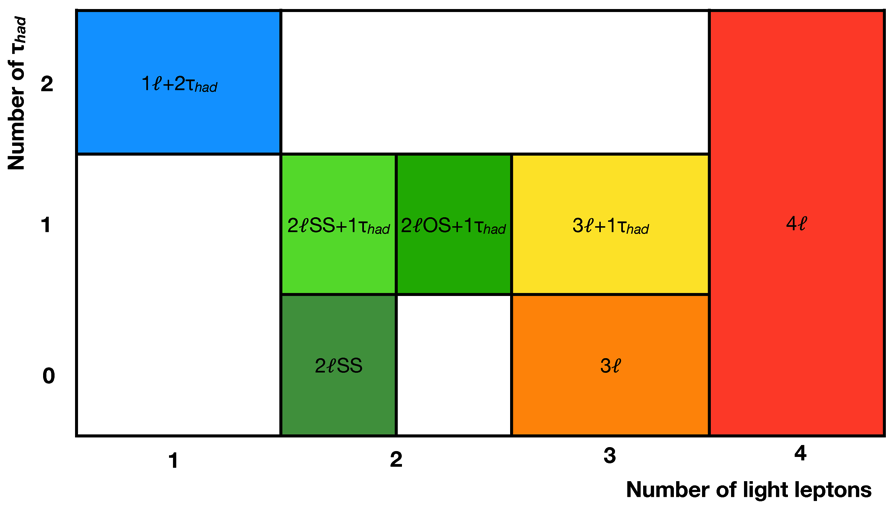 Number of τhad
2
1ℓ+2τhad
1
2ℓSS+1τhad
2ℓOS+1τhad
3ℓ+1τhad
4ℓ
0
2ℓSS
3ℓ
1
2
3
4
Number of light leptons